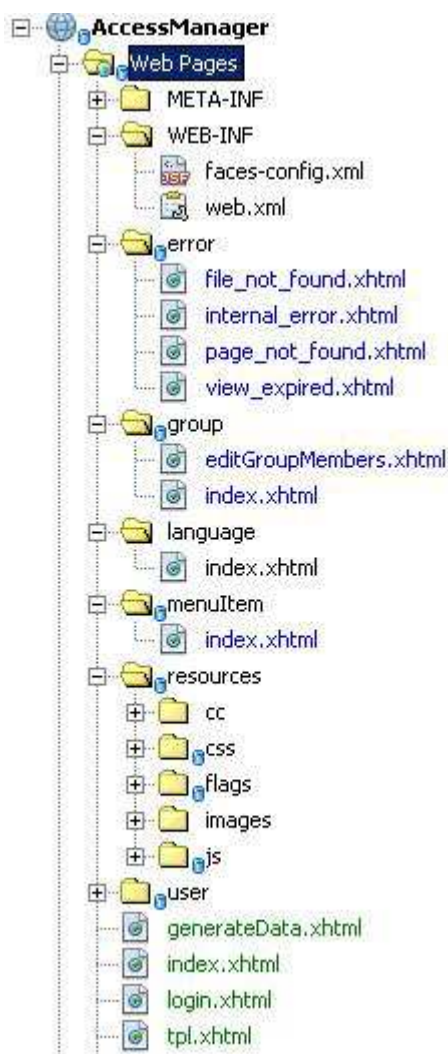 AccessManager
Web Pages
META-INF
WEB-INF
faces-config.xml
web.xml
error
file_not_found.xhtml
internal_error.xhtml
page_not_found.xhtml
view_expired.xhtml
group
editGroupMembers.xhtml
index.xhtml
language
index.xhtml
menuItem
index.xhtml
resources
cc
css
flags
images
js
user
generateData.xhtml
index.xhtml
login.xhtml
tpl.xhtml